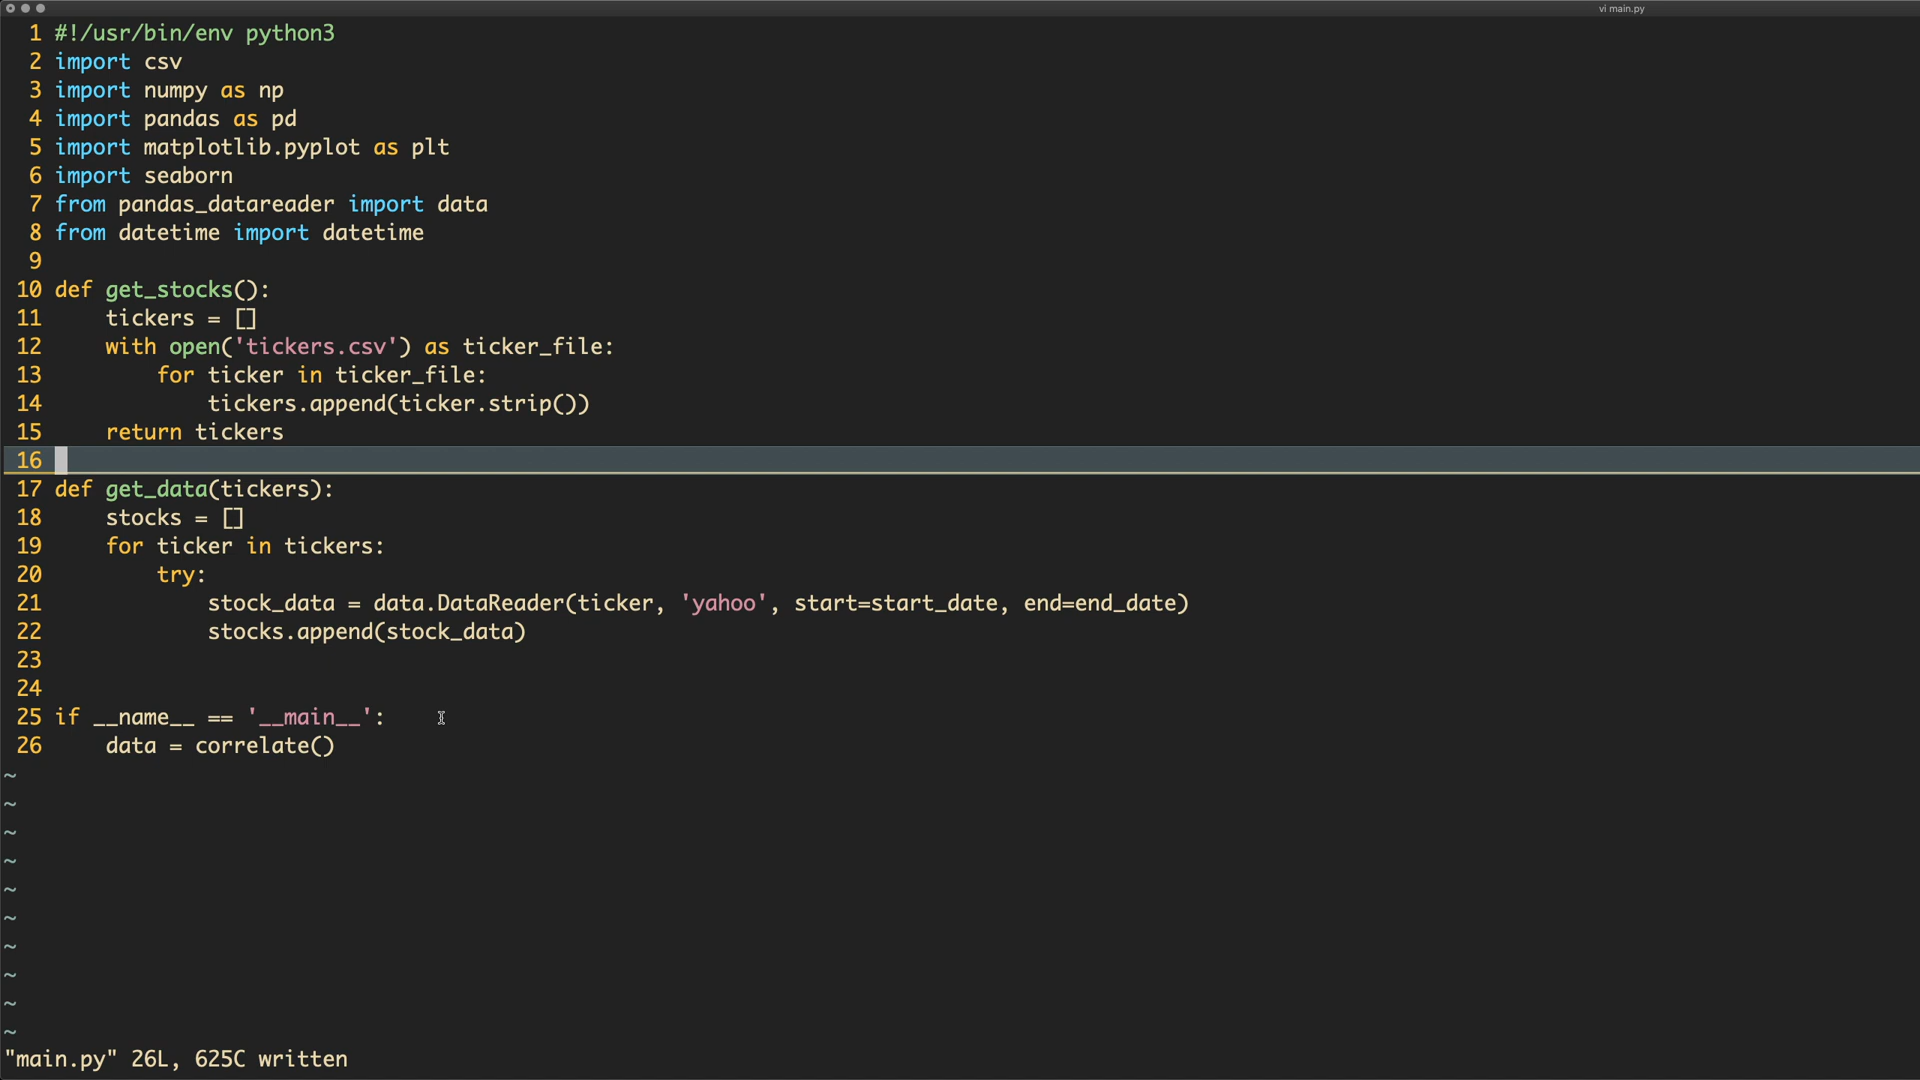 vi main.py
1 #!/usr/bin/env python3
2 import csv
3 import numpy as np
4 import pandas as pd
5 import matplotlib.pyplot as plt
6 import seaborn
7 from pandas_datareader import data
8 from datetime import datetime
9
10 def get_stocks():
11     tickers = []
12     with open('tickers.csv') as ticker_file:
13         for ticker in ticker_file:
14             tickers.append(ticker.strip())
15     return tickers
16
17 def get_data(tickers):
18     stocks = []
19     for ticker in tickers:
20         try:
21             stock_data = data.DataReader(ticker, 'yahoo', start=start_date, end=end_date)
22             stocks.append(stock_data)
23
24
25 if __name__ == '__main__':
26     data = correlate()
~
~
~
~
~
~
~
~
~
~
"main.py" 26L, 625C written